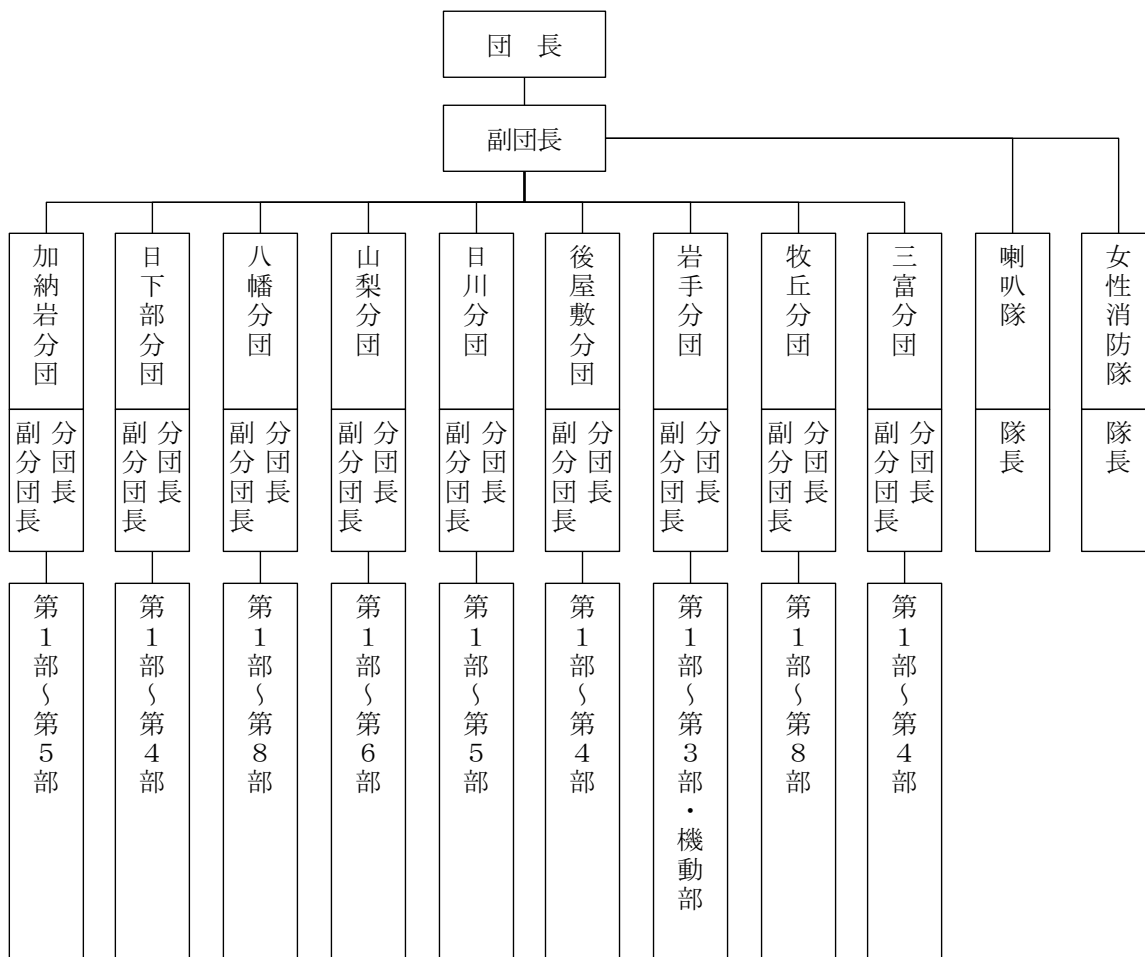 団　長
副団長
加納岩分団
日下部分団
八幡分団
山梨分団
日川分団
後屋敷分団
岩手分団
牧丘分団
三富分団
喇叭隊
女性消防隊
分団長
副分団長
分団長
副分団長
分団長
副分団長
分団長
副分団長
分団長
副分団長
分団長
副分団長
分団長
副分団長
分団長
副分団長
分団長
副分団長
隊長
隊長
第１部～第５部
第１部～第４部
第１部～第８部
第１部～第６部
第１部～第５部
第１部～第４部
第１部～第３部・機動部
第１部～第８部
第１部～第４部